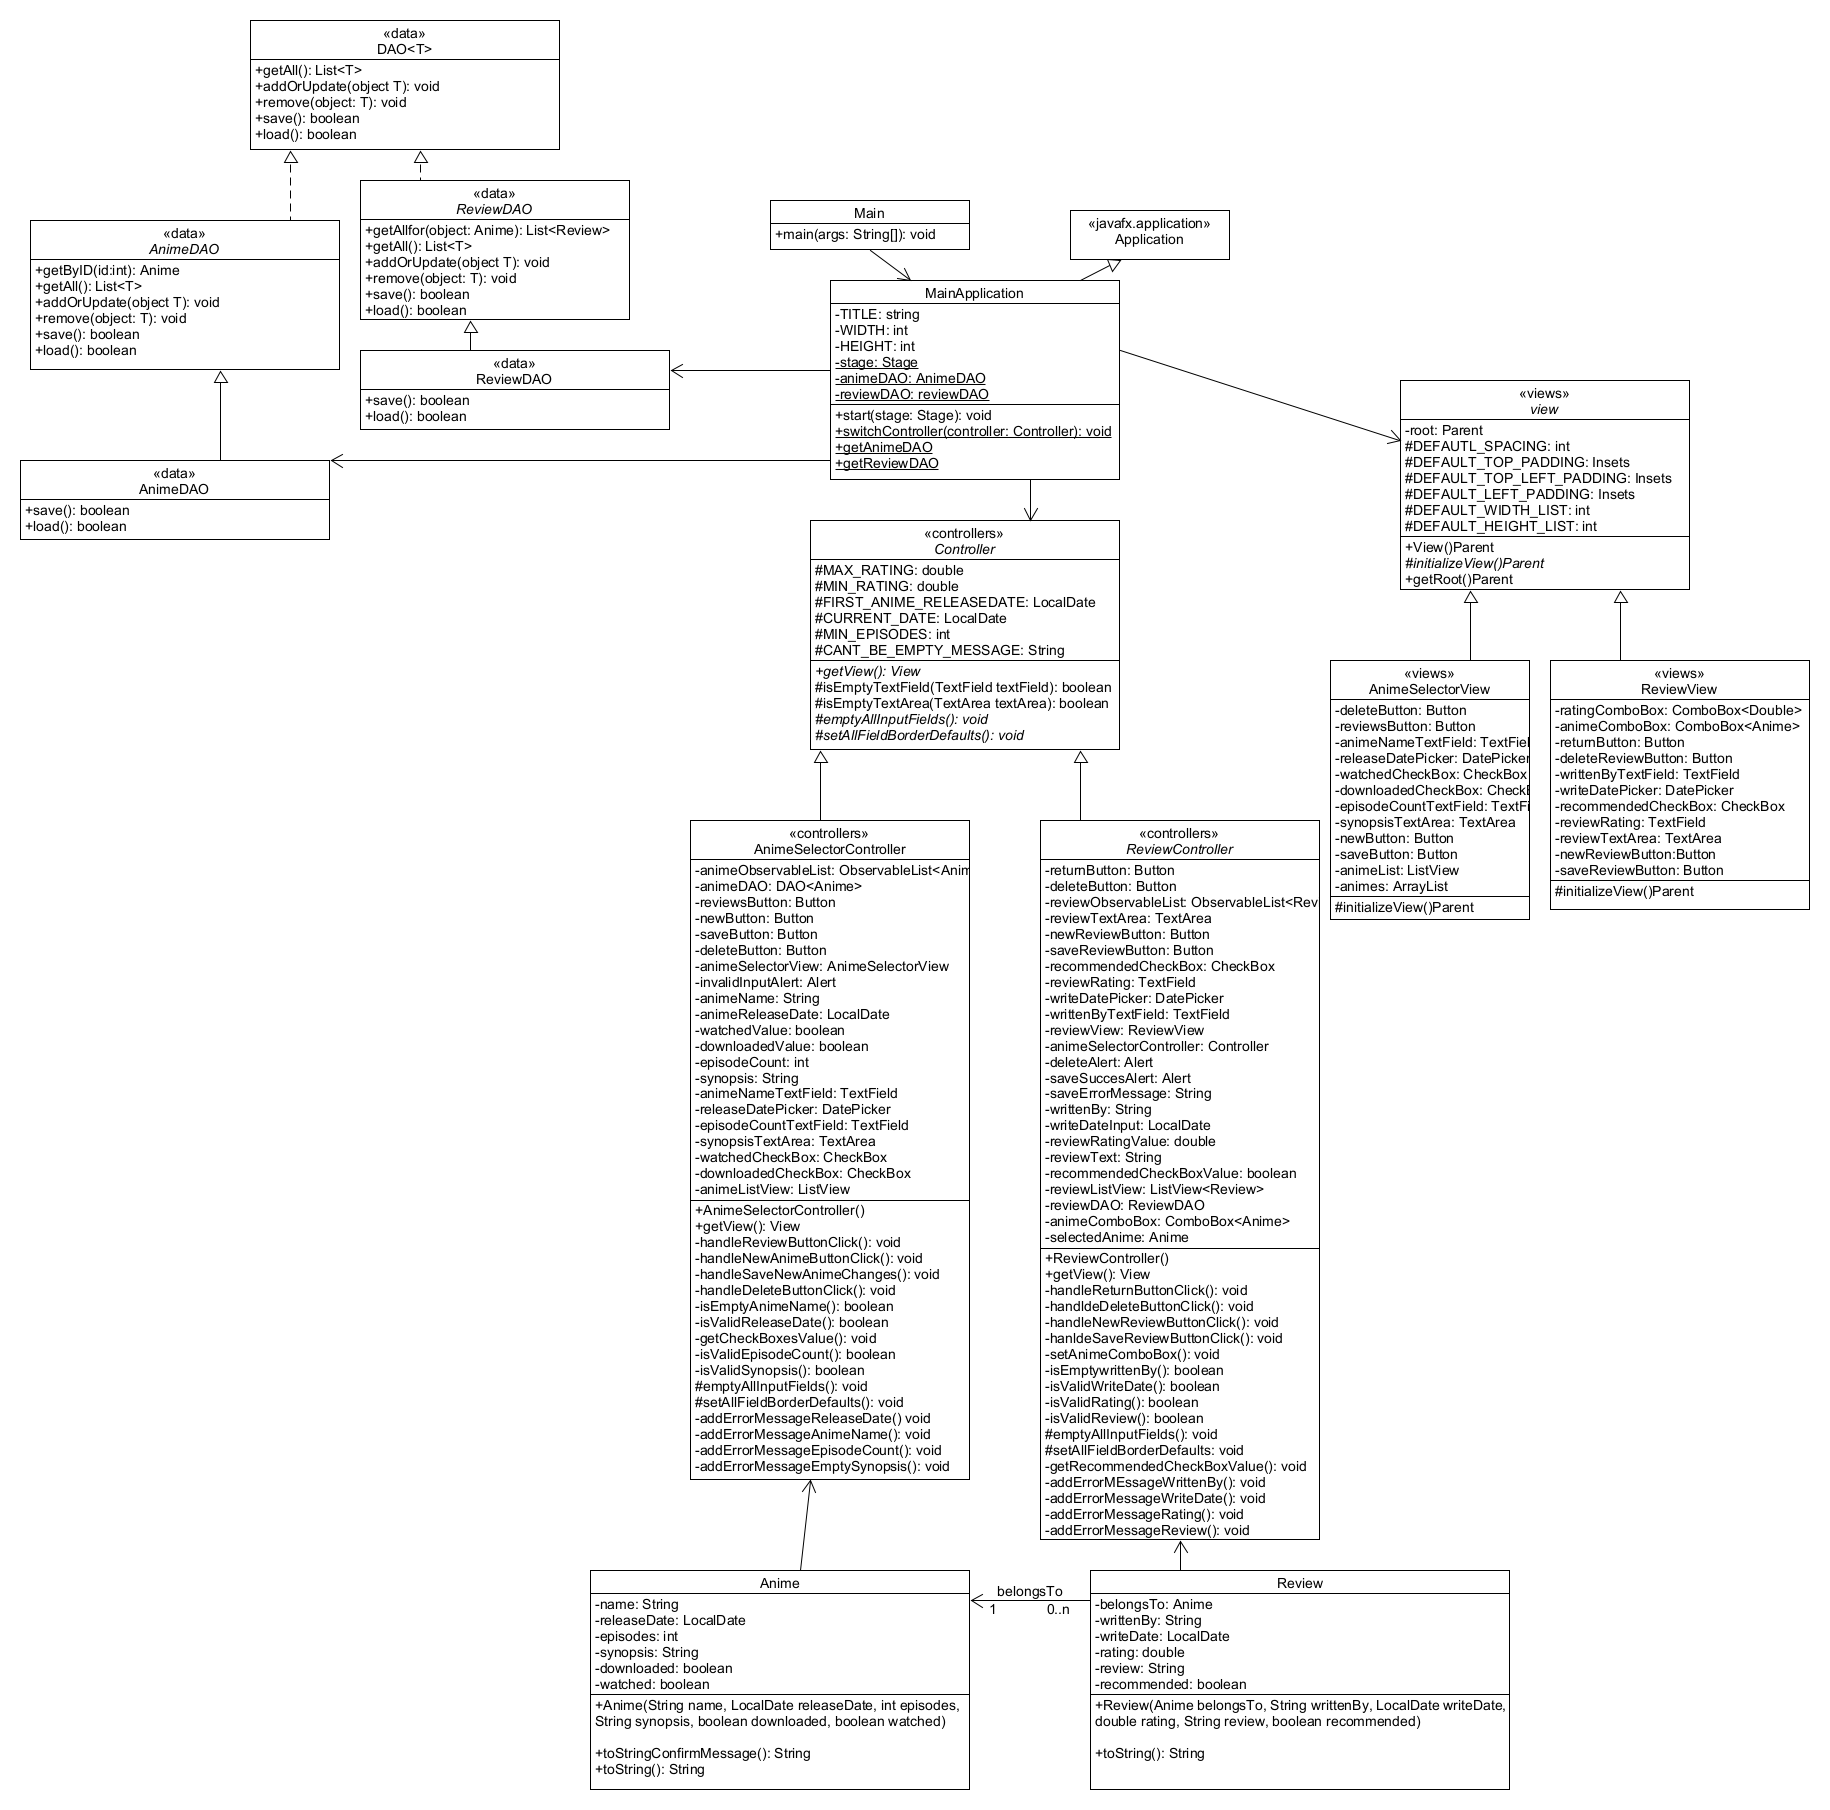 «data»
DAO<T>
+getAll(): List<T>
+addOrUpdate(object T): void
+remove(object: T): void
+save(): boolean
+load(): boolean
«data»
AnimeDAO
+getByID(id:int): Anime
+getAll(): List<T>
+addOrUpdate(object T): void
+remove(object: T): void
+save(): boolean
+load(): boolean
«data»
ReviewDAO
+getAllfor(object: Anime): List<Review>
+getAll(): List<T>
+addOrUpdate(object T): void
+remove(object: T): void
+save(): boolean
+load(): boolean
«data»
ReviewDAO
+save(): boolean
+load(): boolean
«data»
AnimeDAO
+save(): boolean
+load(): boolean
Main
+main(args: String[]): void
«javafx.application»
Application
MainApplication
-TITLE: string
-WIDTH: int
-HEIGHT: int
-stage: Stage
-animeDAO: AnimeDAO
-reviewDAO: reviewDAO
+start(stage: Stage): void
+switchController(controller: Controller): void
+getAnimeDAO
+getReviewDAO
«views»
view
-root: Parent
#DEFAUTL_SPACING: int
#DEFAULT_TOP_PADDING: Insets
#DEFAULT_TOP_LEFT_PADDING: Insets
#DEFAULT_LEFT_PADDING: Insets
#DEFAULT_WIDTH_LIST: int
#DEFAULT_HEIGHT_LIST: int
+View()Parent
#initializeView()Parent
+getRoot()Parent
«controllers»
Controller
#MAX_RATING: double
#MIN_RATING: double
#FIRST_ANIME_RELEASEDATE: LocalDate
#CURRENT_DATE: LocalDate
#MIN_EPISODES: int
#CANT_BE_EMPTY_MESSAGE: String
+getView(): View
#isEmptyTextField(TextField textField): boolean
#isEmptyTextArea(TextArea textArea): boolean
#emptyAllInputFields(): void
#setAllFieldBorderDefaults(): void
«views»
AnimeSelectorView
-deleteButton: Button
-reviewsButton: Button
-animeNameTextField: TextFiel
-releaseDatePicker: DatePicker
-watchedCheckBox: CheckBox
-downloadedCheckBox: CheckB
-episodeCountTextField: TextFi
-synopsisTextArea: TextArea
-newButton: Button
-saveButton: Button
-animeList: ListView
-animes: ArrayList
#initializeView()Parent
«views»
ReviewView
-ratingComboBox: ComboBox<Double>
-animeComboBox: ComboBox<Anime>
-returnButton: Button
-deleteReviewButton: Button
-writtenByTextField: TextField
-writeDatePicker: DatePicker
-recommendedCheckBox: CheckBox
-reviewRating: TextField
-reviewTextArea: TextArea
-newReviewButton:Button
-saveReviewButton: Button
#initializeView()Parent
«controllers»
AnimeSelectorController
-animeObservableList: ObservableList<Anim
-animeDAO: DAO<Anime>
-reviewsButton: Button
-newButton: Button
-saveButton: Button
-deleteButton: Button
-animeSelectorView: AnimeSelectorView
-invalidInputAlert: Alert
-animeName: String
-animeReleaseDate: LocalDate
-watchedValue: boolean
-downloadedValue: boolean
-episodeCount: int
-synopsis: String
-animeNameTextField: TextField
-releaseDatePicker: DatePicker
-episodeCountTextField: TextField
-synopsisTextArea: TextArea
-watchedCheckBox: CheckBox
-downloadedCheckBox: CheckBox
-animeListView: ListView
+AnimeSelectorController()
+getView(): View
-handleReviewButtonClick(): void
-handleNewAnimeButtonClick(): void
-handleSaveNewAnimeChanges(): void
-handleDeleteButtonClick(): void
-isEmptyAnimeName(): boolean
-isValidReleaseDate(): boolean
-getCheckBoxesValue(): void
-isValidEpisodeCount(): boolean
-isValidSynopsis(): boolean
#emptyAllInputFields(): void
#setAllFieldBorderDefaults(): void
-addErrorMessageReleaseDate() void
-addErrorMessageAnimeName(): void
-addErrorMessageEpisodeCount(): void
-addErrorMessageEmptySynopsis(): void
«controllers»
ReviewController
-returnButton: Button
-deleteButton: Button
-reviewObservableList: ObservableList<Rev
-reviewTextArea: TextArea
-newReviewButton: Button
-saveReviewButton: Button
-recommendedCheckBox: CheckBox
-reviewRating: TextField
-writeDatePicker: DatePicker
-writtenByTextField: TextField
-reviewView: ReviewView
-animeSelectorController: Controller
-deleteAlert: Alert
-saveSuccesAlert: Alert
-saveErrorMessage: String
-writtenBy: String
-writeDateInput: LocalDate
-reviewRatingValue: double
-reviewText: String
-recommendedCheckBoxValue: boolean
-reviewListView: ListView<Review>
-reviewDAO: ReviewDAO
-animeComboBox: ComboBox<Anime>
-selectedAnime: Anime
+ReviewController()
+getView(): View
-handleReturnButtonClick(): void
-handldeDeleteButtonClick(): void
-handleNewReviewButtonClick(): void
-hanldeSaveReviewButtonClick(): void
-setAnimeComboBox(): void
-isEmptywrittenBy(): boolean
-isValidWriteDate(): boolean
-isValidRating(): boolean
-isValidReview(): boolean
#emptyAllInputFields(): void
#setAllFieldBorderDefaults: void
-getRecommendedCheckBoxValue(): void
-addErrorMEssageWrittenBy(): void
-addErrorMessageWriteDate(): void
-addErrorMessageRating(): void
-addErrorMessageReview(): void
Anime
-name: String
-releaseDate: LocalDate
-episodes: int
-synopsis: String
-downloaded: boolean
-watched: boolean
+Anime(String name, LocalDate releaseDate, int episodes,
String synopsis, boolean downloaded, boolean watched)
+toStringConfirmMessage(): String
+toString(): String
belongsTo
1 0..n
Review
-belongsTo: Anime
-writtenBy: String
-writeDate: LocalDate
-rating: double
-review: String
-recommended: boolean
+Review(Anime belongsTo, String writtenBy, LocalDate writeDate,
double rating, String review, boolean recommended)
+toString(): String